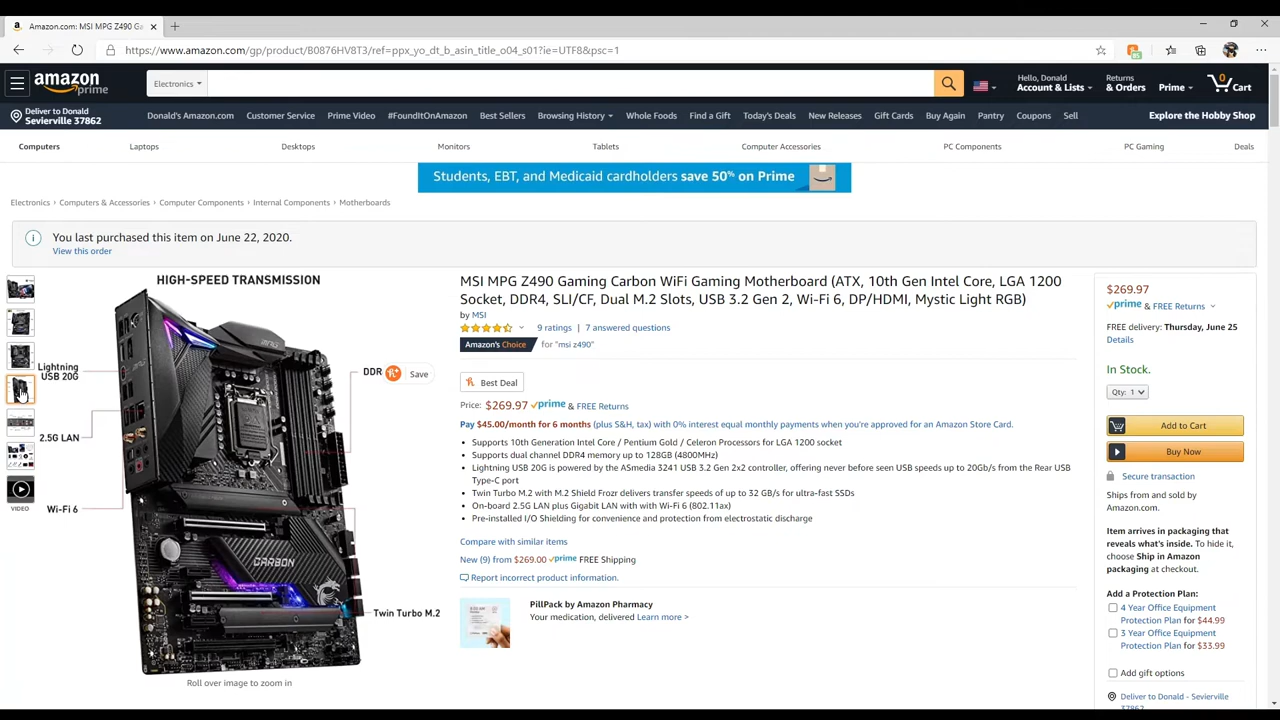 Amazon.com: MSI MPG Z490 Ga
https://www.amazon.com/gp/product/B0876HV8T3/ref=ppx_yo_dt_b_asin_title_o04_s01?ie=UTF8&psc=1
amazon prime
Electronics
Hello, Donald
Account & Lists
Returns
& Orders
Prime
0
Cart
Deliver to Donald
Sevierville 37862
Donald's Amazon.com
Customer Service
Prime Video
#FoundItOnAmazon
Best Sellers
Browsing History
Whole Foods
Find a Gift
Today's Deals
New Releases
Gift Cards
Buy Again
Pantry
Coupons
Sell
Explore the Hobby Shop
Computers
Laptops
Desktops
Monitors
Tablets
Computer Accessories
PC Components
PC Gaming
Deals
Students, EBT, and Medicaid cardholders save 50% on Prime
Electronics › Computers & Accessories › Computer Components › Internal Components › Motherboards
You last purchased this item on June 22, 2020.
View this order
HIGH-SPEED TRANSMISSION
Lightning
USB 20G
DDR
Save
2.5G LAN
Wi-Fi 6
CARBON
Twin Turbo M.2
Roll over image to zoom in
VIDEO
MSI MPG Z490 Gaming Carbon WiFi Gaming Motherboard (ATX, 10th Gen Intel Core, LGA 1200
Socket, DDR4, SLI/CF, Dual M.2 Slots, USB 3.2 Gen 2, Wi-Fi 6, DP/HDMI, Mystic Light RGB)
by MSI
9 ratings | 7 answered questions
Amazon's Choice for "msi z490"
Best Deal
Price: $269.97 prime & FREE Returns
Pay $45.00/month for 6 months (plus S&H, tax) with 0% interest equal monthly payments when you're approved for an Amazon Store Card.
• Supports 10th Generation Intel Core / Pentium Gold / Celeron Processors for LGA 1200 socket
• Supports dual channel DDR4 memory up to 128GB (4800MHz)
• Lightning USB 20G is powered by the ASmedia 3241 USB 3.2 Gen 2x2 controller, offering never before seen USB speeds up to 20Gb/s from the Rear USB
Type-C port
• Twin Turbo M.2 with M.2 Shield Frozr delivers transfer speeds of up to 32 GB/s for ultra-fast SSDs
• On-board 2.5G LAN plus Gigabit LAN with with Wi-Fi 6 (802.11ax)
• Pre-installed I/O Shielding for convenience and protection from electrostatic discharge
Compare with similar items
New (9) from $269.00 prime FREE Shipping
Report incorrect product information.
PillPack by Amazon Pharmacy
Your medication, delivered Learn more >
$269.97
prime & FREE Returns
FREE delivery: Thursday, June 25
Details
In Stock.
Qty: 1
Add to Cart
Buy Now
Secure transaction
Ships from and sold by
Amazon.com.
Item arrives in packaging that
reveals what's inside. To hide it,
choose Ship in Amazon
packaging at checkout.
Add a Protection Plan:
4 Year Office Equipment
Protection Plan for $44.99
3 Year Office Equipment
Protection Plan for $33.99
Add gift options
Deliver to Donald - Sevierville
37862